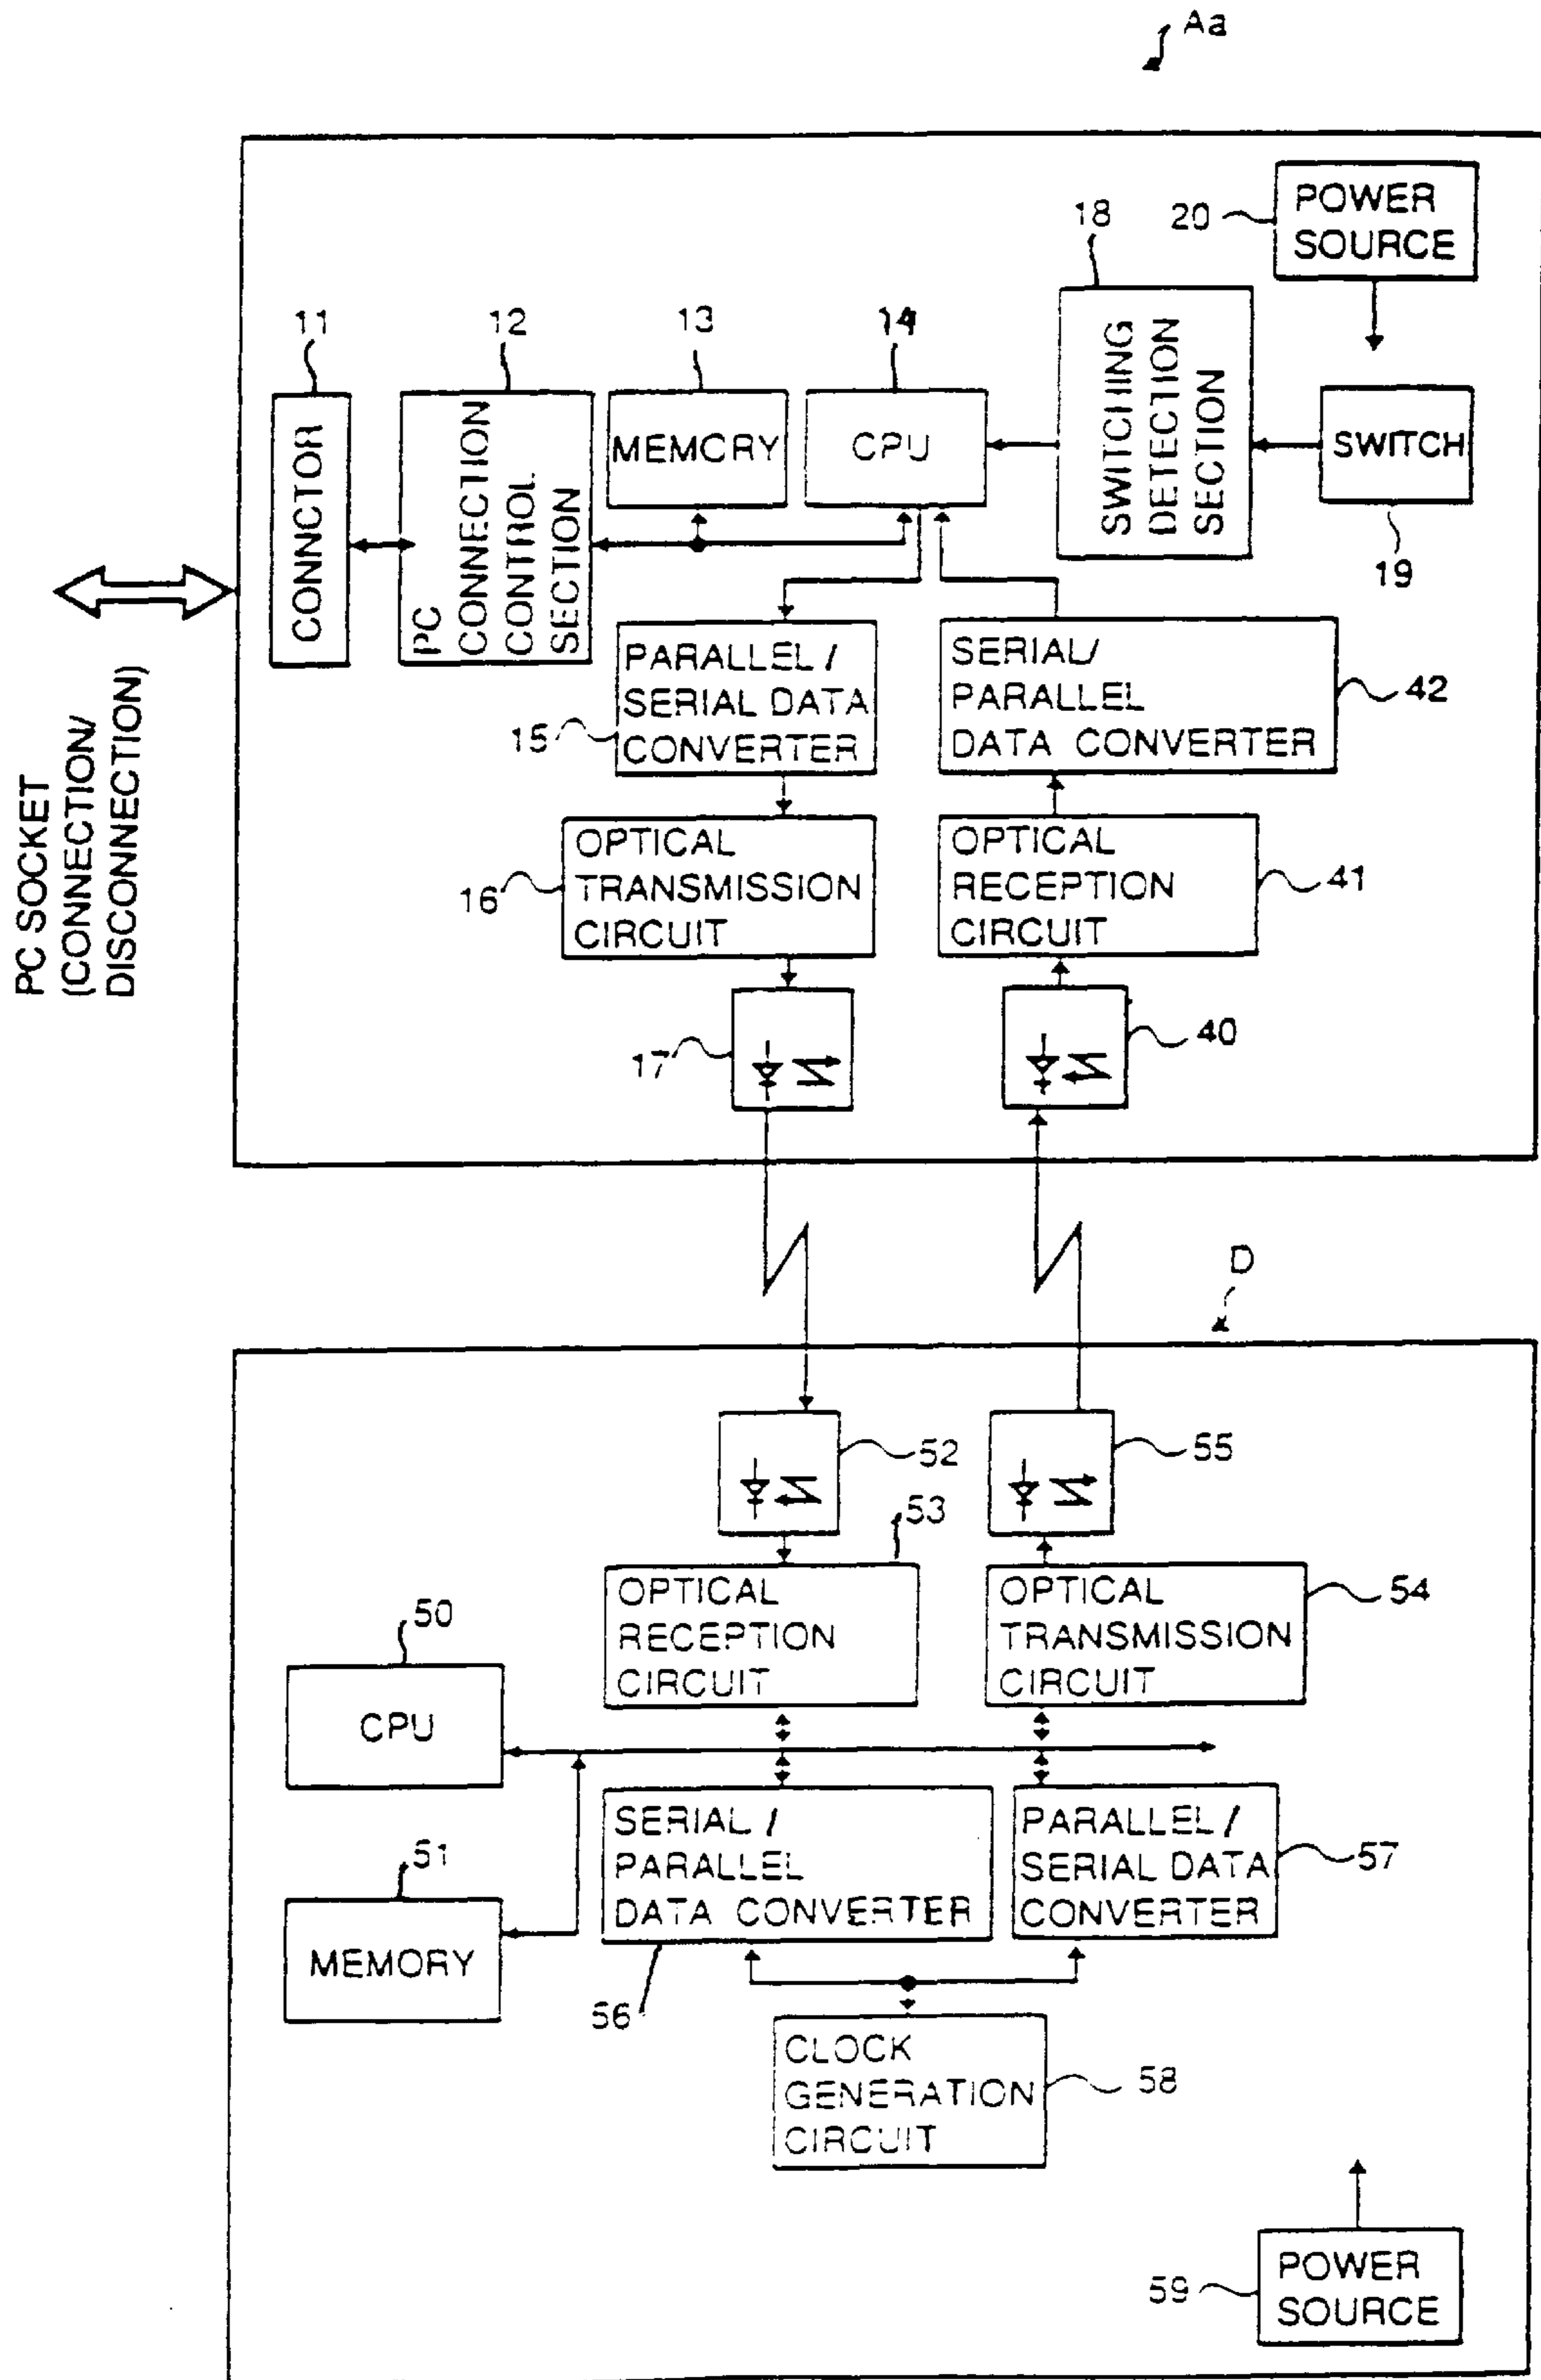 Aa
20
POWER
SOURCE
18
11
12
13
14
CONNCTOR
PC
CONNECTION
CONTROL
SECTION
MEMCRY
CPU
SWITCHING
DETECTION
SECTION
SWITCH
19
PC SOCKET
(CONNECTION/
DISCONNECTION)
15
PARALLEL /
SERIAL DATA
CONVERTER
SERIAL/
PARALLEL
DATA CONVERTER
42
16
OPTICAL
TRANSMISSION
CIRCUIT
OPTICAL
RECEPTION
CIRCUIT
41
17
40
D
52
55
53
OPTICAL
RECEPTION
CIRCUIT
OPTICAL
TRANSMISSION
CIRCUIT
54
50
CPU
51
MEMORY
SERIAL /
PARALLEL
DATA CONVERTER
56
PARALLEL /
SERIAL DATA
CONVERTER
57
CLOCK
GENERATION
CIRCUIT
58
59
POWER
SOURCE